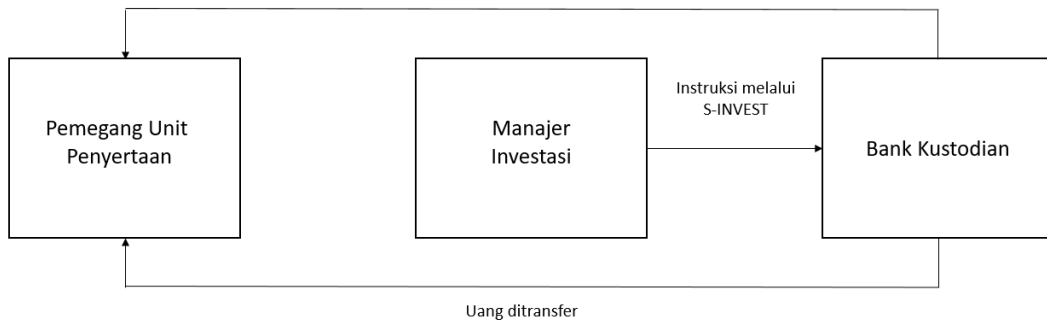 Pemegang Unit
Penyertaan
Manajer
Investasi
Instruksi melalui
S-INVEST
Bank Kustodian
Uang ditransfer